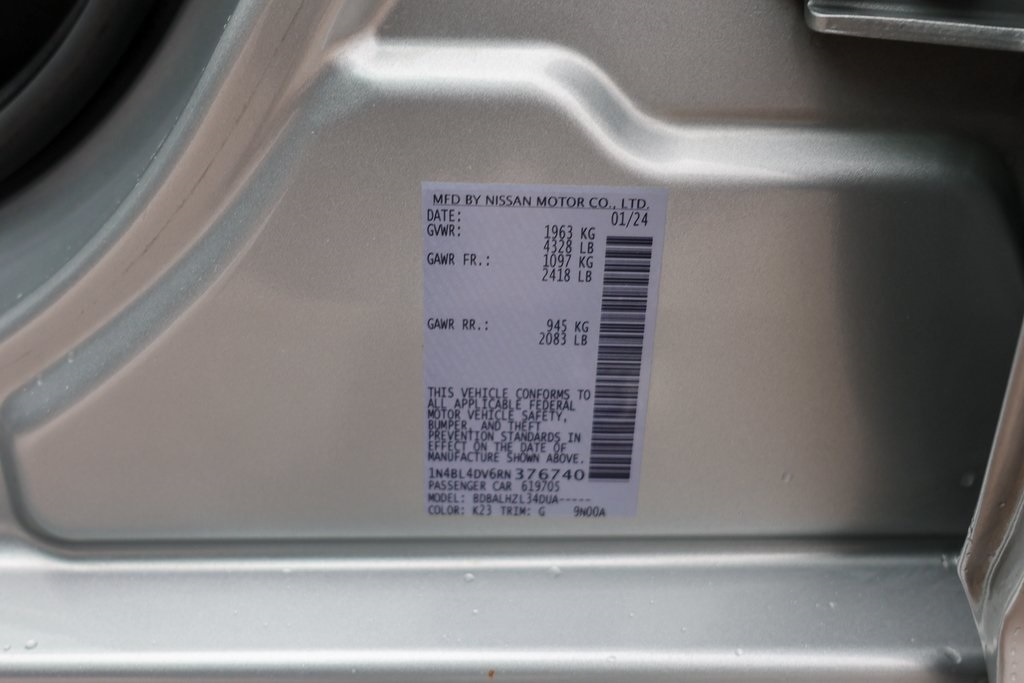 MFD BY NISSAN MOTOR CO., LTD.
DATE: 01/24
GVWR: 1963 KG
4328 LB
GAWR FR.: 1097 KG
2418 LB
GAWR RR.: 945 KG
2083 LB
THIS VEHICLE CONFORMS TO
ALL APPLICABLE FEDERAL
MOTOR VEHICLE SAFETY,
BUMPER, AND THEFT
PREVENTION STANDARDS IN
EFFECT ON THE DATE OF
MANUFACTURE SHOWN ABOVE.
1N4BL4DV6RN376740
PASSENGER CAR 619705
MODEL: BDBALHZL34DUA-----
COLOR: K23 TRIM: G 9N00A